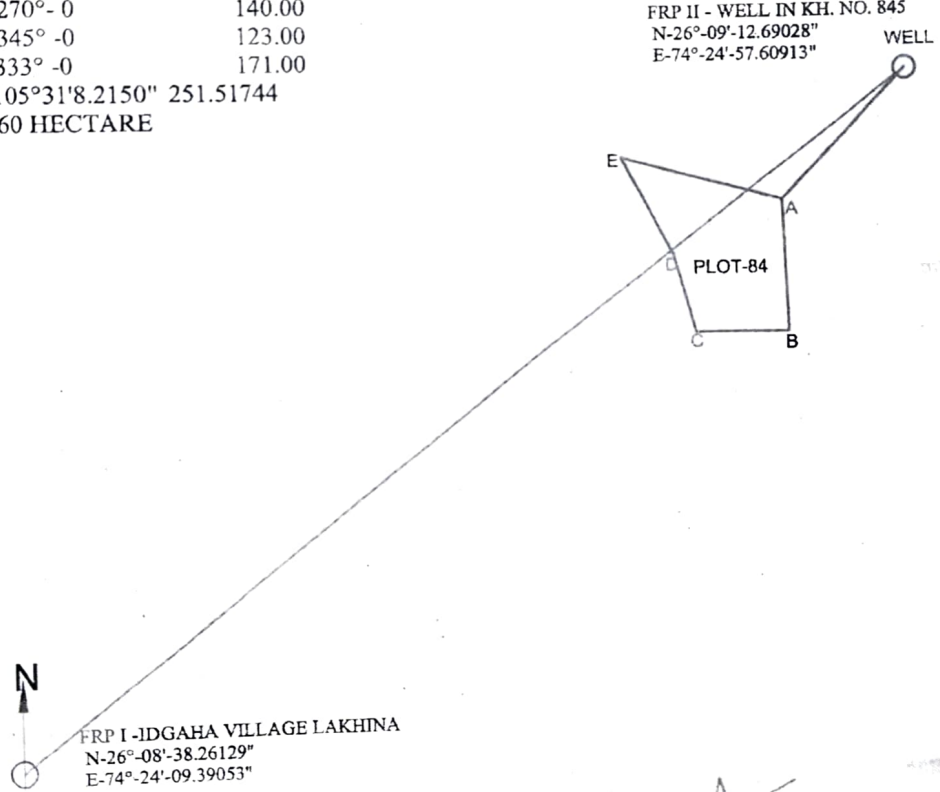 270°- 0 140.00
345° -0 123.00
333° -0 171.00
105°31'8.2150" 251.51744
60 HECTARE
FRP II - WELL IN KH. NO. 845
N-26°-09'-12.69028"
E-74°-24'-57.60913"
WELL
E
A
D
PLOT-84
C
B
N
FRP I -IDGAHA VILLAGE LAKHINA
N-26°-08'-38.26129"
E-74°-24'-09.39053"